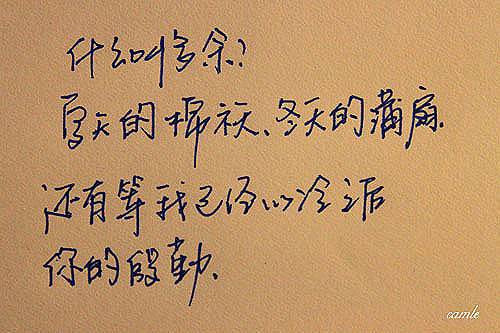 什么叫多余?
夏天的棉袄、冬天的蒲扇.
还有等我已经心冷之后
你的殷勤.
camle